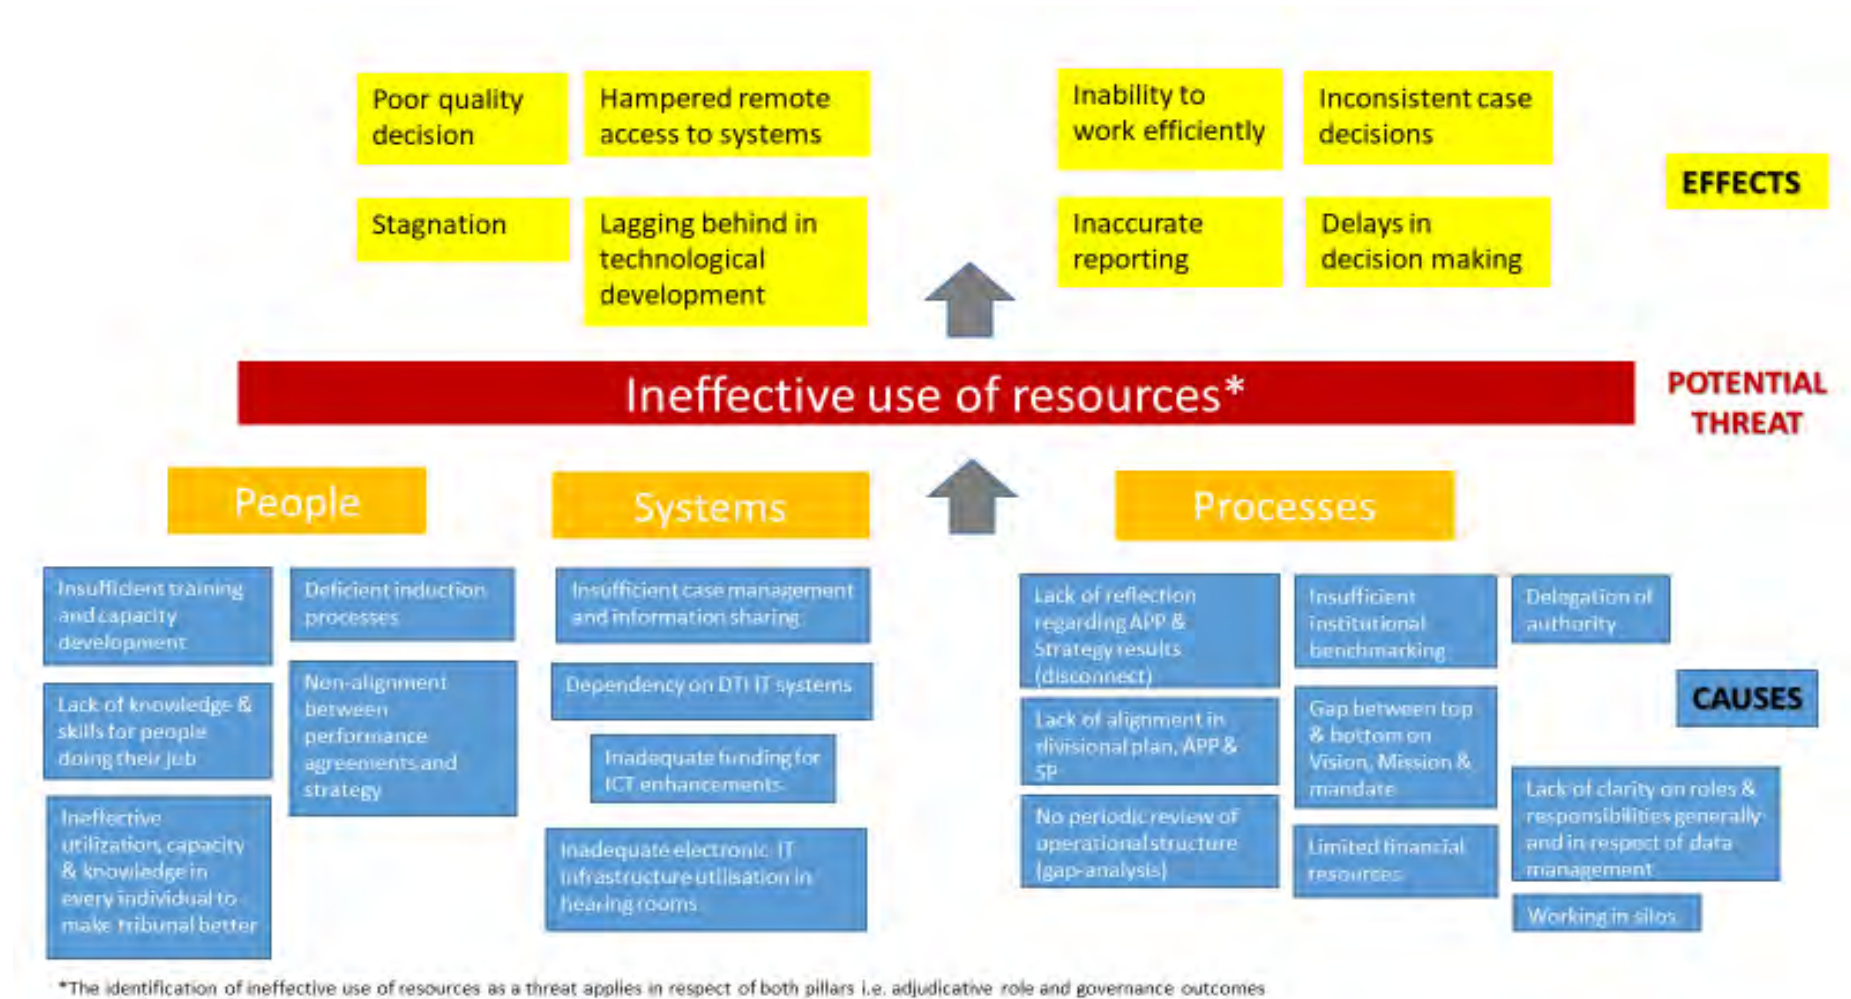 Poor quality
decision
Hampered remote
access to systems
Inability to
work efficiently
Inconsistent case
decisions
EFFECTS
Stagnation
Lagging behind in
technological
development
Inaccurate
reporting
Delays in
decision making
Ineffective use of resources*
POTENTIAL
THREAT
People
Systems
Processes
Insufficient training
and capacity
development
Lack of knowledge &
skills for people
doing their job
Ineffective
utilization, capacity
& knowledge in
every individual to
make tribunal better
Deficient induction
processes
Non-alignment
between
performance
agreements and
strategy
Insufficient case management
and information sharing
Dependency on DTI IT systems
Inadequate funding for
ICT enhancements
Inadequate electronic IT
infrastructure utilisation in
hearing rooms
Lack of reflection
regarding APP &
Strategy results
(disconnect)
Lack of alignment in
divisional plan, APP &
SP
No periodic review of
operational structure
(gap-analysis)
Insufficient
institutional
benchmarking
Gap between top
& bottom on
Vision, Mission &
mandate
Limited financial
resources
Delegation of
authority
CAUSES
Lack of clarity on roles &
responsibilities generally
and in respect of data
management
Working in silos
*The identification of ineffective use of resources as a threat applies in respect of both pillars i.e. adjudicative role and governance outcomes